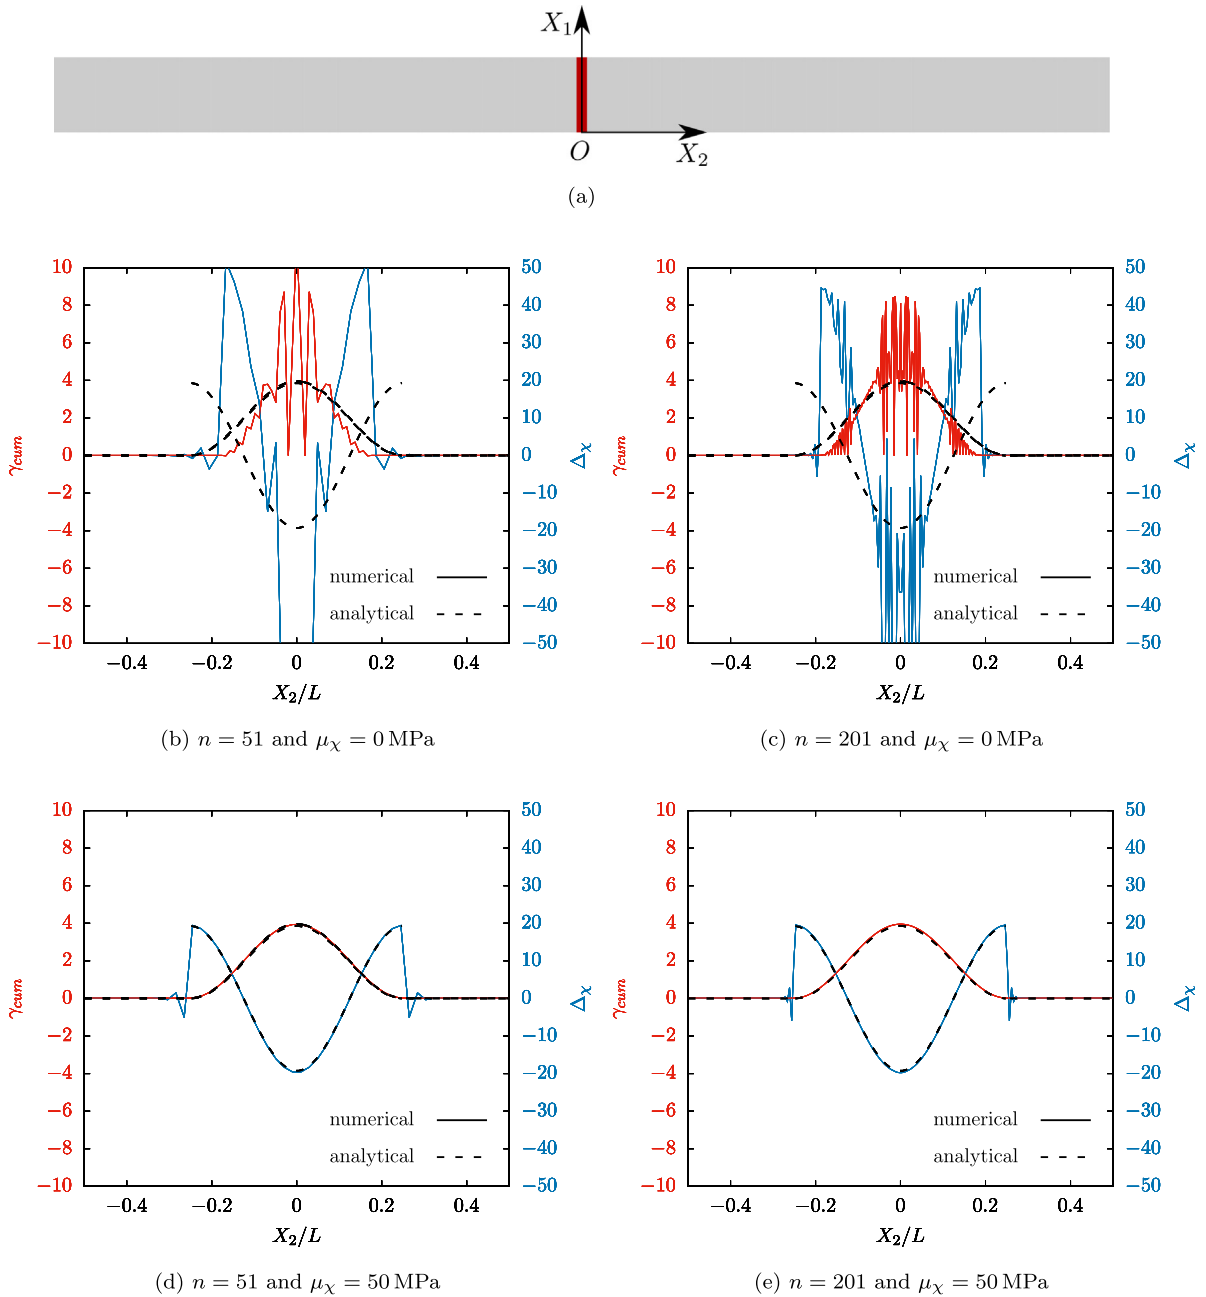 X₁
O
X₂
(a)
10
8
6
4
2
0
−2
−4
−6
−8
−10
γcum
50
40
30
20
10
0
−10
−20
−30
−40
−50
Δχ
numerical
analytical
−0.4 −0.2 0 0.2 0.4
X₂/L
(b) n = 51 and μχ = 0 MPa
10
8
6
4
2
0
−2
−4
−6
−8
−10
γcum
50
40
30
20
10
0
−10
−20
−30
−40
−50
Δχ
numerical
analytical
−0.4 −0.2 0 0.2 0.4
X₂/L
(c) n = 201 and μχ = 0 MPa
10
8
6
4
2
0
−2
−4
−6
−8
−10
γcum
50
40
30
20
10
0
−10
−20
−30
−40
−50
Δχ
numerical
analytical
−0.4 −0.2 0 0.2 0.4
X₂/L
(d) n = 51 and μχ = 50 MPa
10
8
6
4
2
0
−2
−4
−6
−8
−10
γcum
50
40
30
20
10
0
−10
−20
−30
−40
−50
Δχ
numerical
analytical
−0.4 −0.2 0 0.2 0.4
X₂/L
(e) n = 201 and μχ = 50 MPa